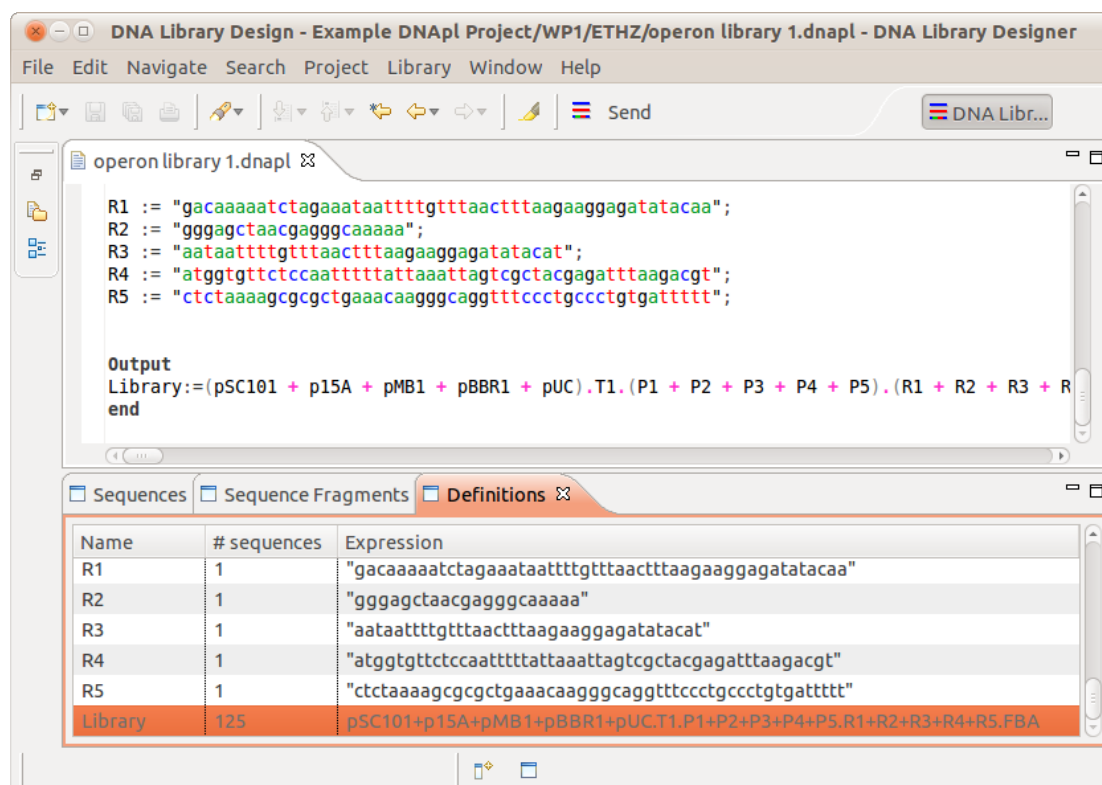 DNA Library Design - Example DNApl Project/WP1/ETHZ/operon library 1.dnapl - DNA Library Designer
File Edit Navigate Search Project Library Window Help
Send
DNA Libr...
operon library 1.dnapl
R1 := "gacaaaaatctagaaataattttgtttaactttaagaaggagatatacaa";
R2 := "gggagctaacgagggcaaaaa";
R3 := "aataattttgtttaactttaagaaggagatatacat";
R4 := "atggtgttctccaatttttattaaattagtcgctacgagatttaagacgt";
R5 := "ctctaaaagcgcgctgaaacaagggcaggtttccctgccctgtgattttt";
Output
Library:=(pSC101 + p15A + pMB1 + pBBR1 + pUC).T1.(P1 + P2 + P3 + P4 + P5).(R1 + R2 + R3 + R
end
Sequences Sequence Fragments Definitions
Name # sequences Expression
R1 1 "gacaaaaatctagaaataattttgtttaactttaagaaggagatatacaa"
R2 1 "gggagctaacgagggcaaaaa"
R3 1 "aataattttgtttaactttaagaaggagatatacat"
R4 1 "atggtgttctccaatttttattaaattagtcgctacgagatttaagacgt"
R5 1 "ctctaaaagcgcgctgaaacaagggcaggtttccctgccctgtgattttt"
Library 125 pSC101+p15A+pMB1+pBBR1+pUC.T1.P1+P2+P3+P4+P5.R1+R2+R3+R4+R5.FBA